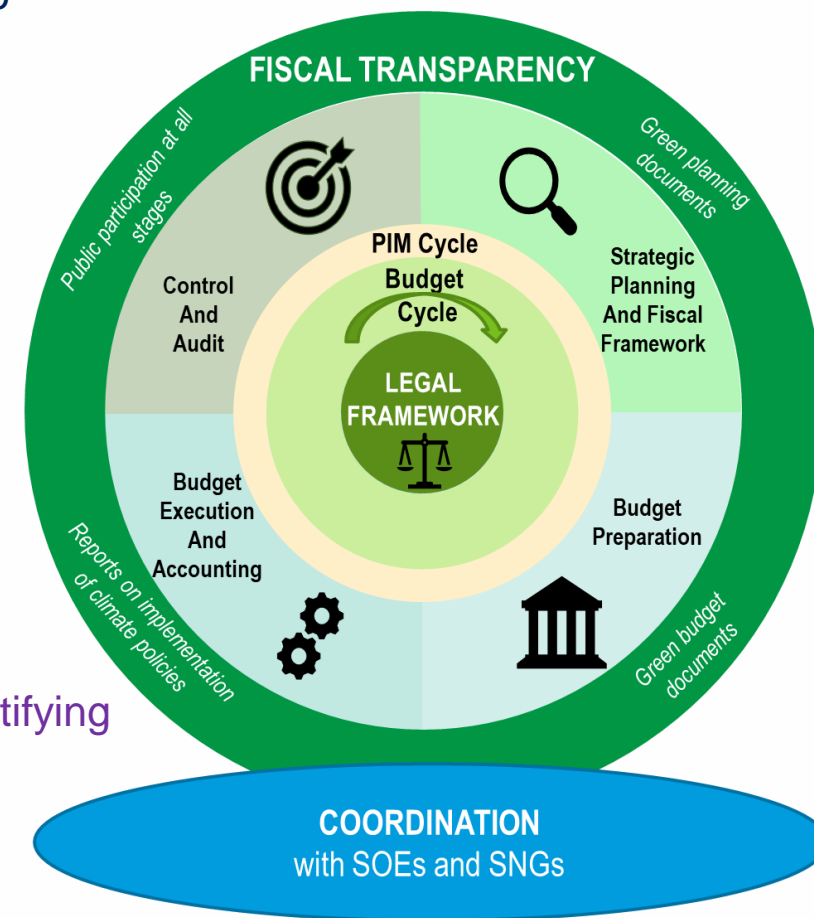 FISCAL TRANSPARENCY
Public participation at all
stages
Green planning
documents
PIM Cycle
Budget
Cycle
Control
And
Audit
Strategic
Planning
And Fiscal
Framework
LEGAL
FRAMEWORK
Budget
Execution
And
Accounting
Budget
Preparation
Reports on implementation
of climate policies
Green budget
documents
tifying
COORDINATION
with SOEs and SNGs